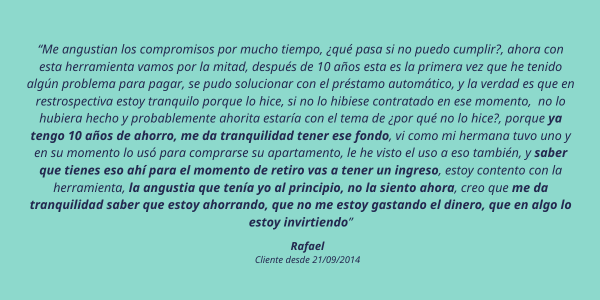 “Me angustian los compromisos por mucho tiempo, ¿qué pasa si no puedo cumplir?, ahora con
esta herramienta vamos por la mitad, después de 10 años esta es la primera vez que he tenido
algún problema para pagar, se pudo solucionar con el préstamo automático, y la verdad es que en
restrospectiva estoy tranquilo porque lo hice, si no lo hibiese contratado en ese momento, no lo
hubiera hecho y probablemente ahorita estaría con el tema de ¿por qué no lo hice?, porque ya
tengo 10 años de ahorro, me da tranquilidad tener ese fondo, vi como mi hermana tuvo uno y
en su momento lo usó para comprarse su apartamento, le he visto el uso a eso también, y saber
que tienes eso ahí para el momento de retiro vas a tener un ingreso, estoy contento con la
herramienta, la angustia que tenía yo al principio, no la siento ahora, creo que me da
tranquilidad saber que estoy ahorrando, que no me estoy gastando el dinero, que en algo lo
estoy invirtiendo”
Rafael
Cliente desde 21/09/2014